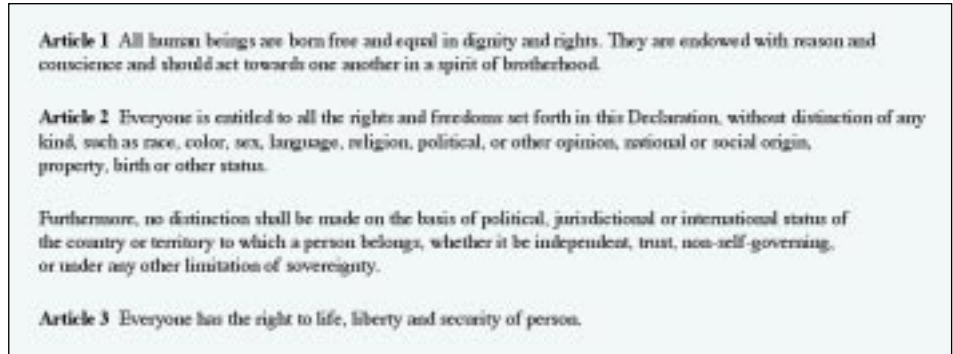 Article 1 All human beings are born free and equal in dignity and rights. They are endowed with reason and
conscience and should act towards one another in a spirit of brotherhood.
Article 2 Everyone is entitled to all the rights and freedoms set forth in this Declaration, without distinction of any
kind, such as race, color, sex, language, religion, political, or other opinion, national or social origin,
property, birth or other status.
Furthermore, no distinction shall be made on the basis of political, jurisdictional or international status of
the country or territory to which a person belongs, whether it be independent, trust, non-self-governing,
or under any other limitation of sovereignty.
Article 3 Everyone has the right to life, liberty and security of person.